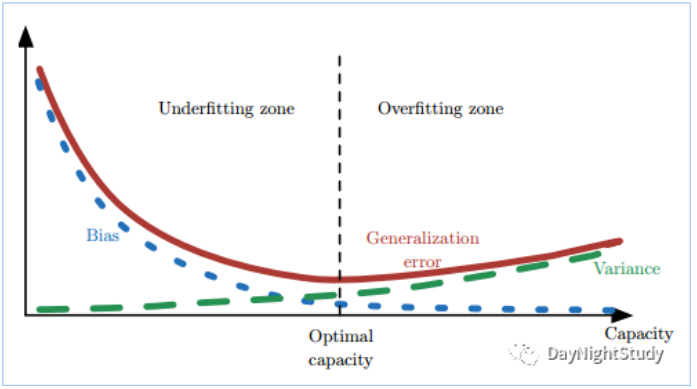 Underfitting zone
Overfitting zone
Bias
Generalization
error
Variance
Optimal
capacity
Capacity
DayNightStudy